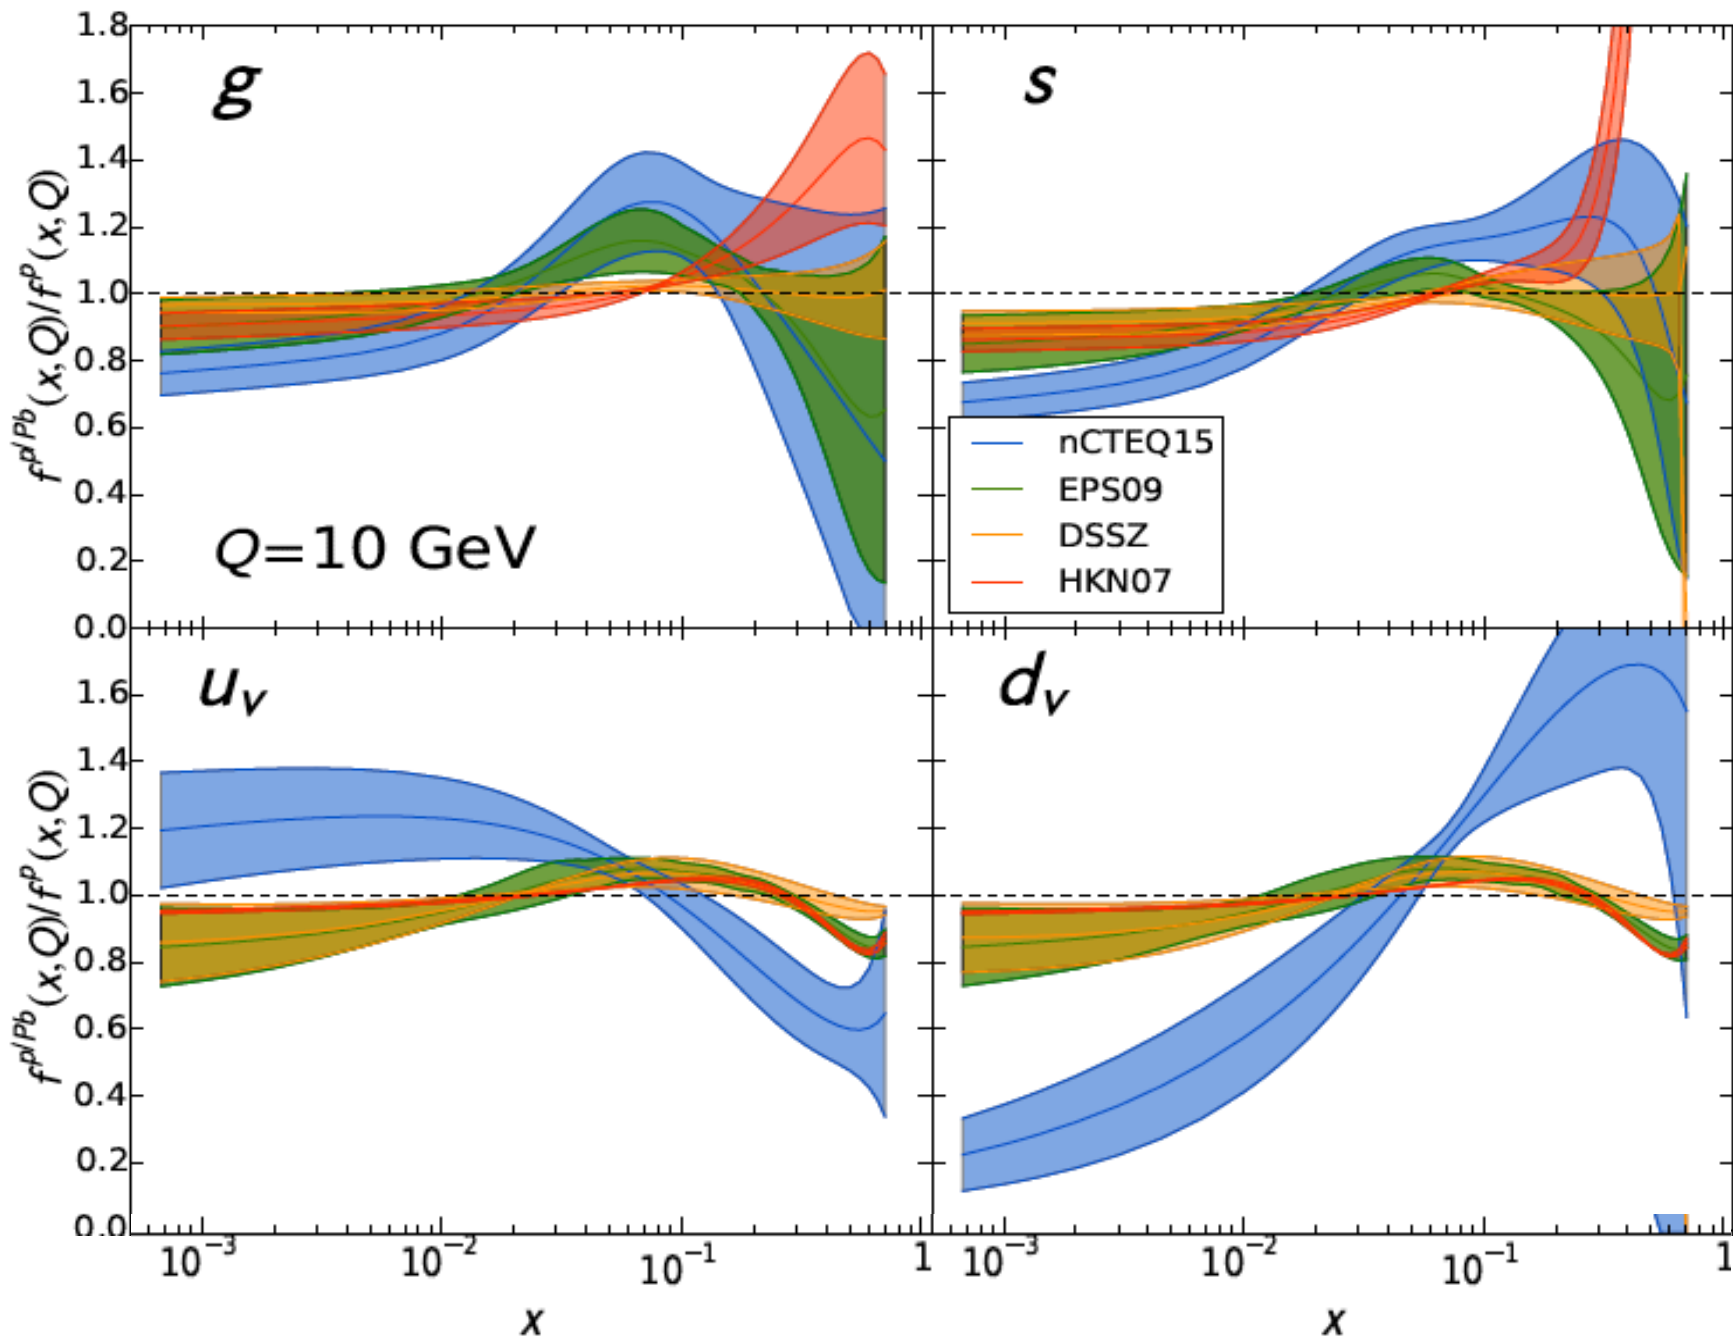 g
s
1.8
1.6
1.4
1.2
1.0
0.8
0.6
0.4
0.2
0.0
f^{p/Pb}(x,Q)/f^{p}(x,Q)
Q=10 GeV
nCTEQ15
EPS09
DSSZ
HKN07
u_v
d_v
1.6
1.4
1.2
1.0
0.8
0.6
0.4
0.2
0.0
f^{p/Pb}(x,Q)/f^{p}(x,Q)
10^{-3} 10^{-2} 10^{-1} 1
10^{-3} 10^{-2} 10^{-1} 1
x
x